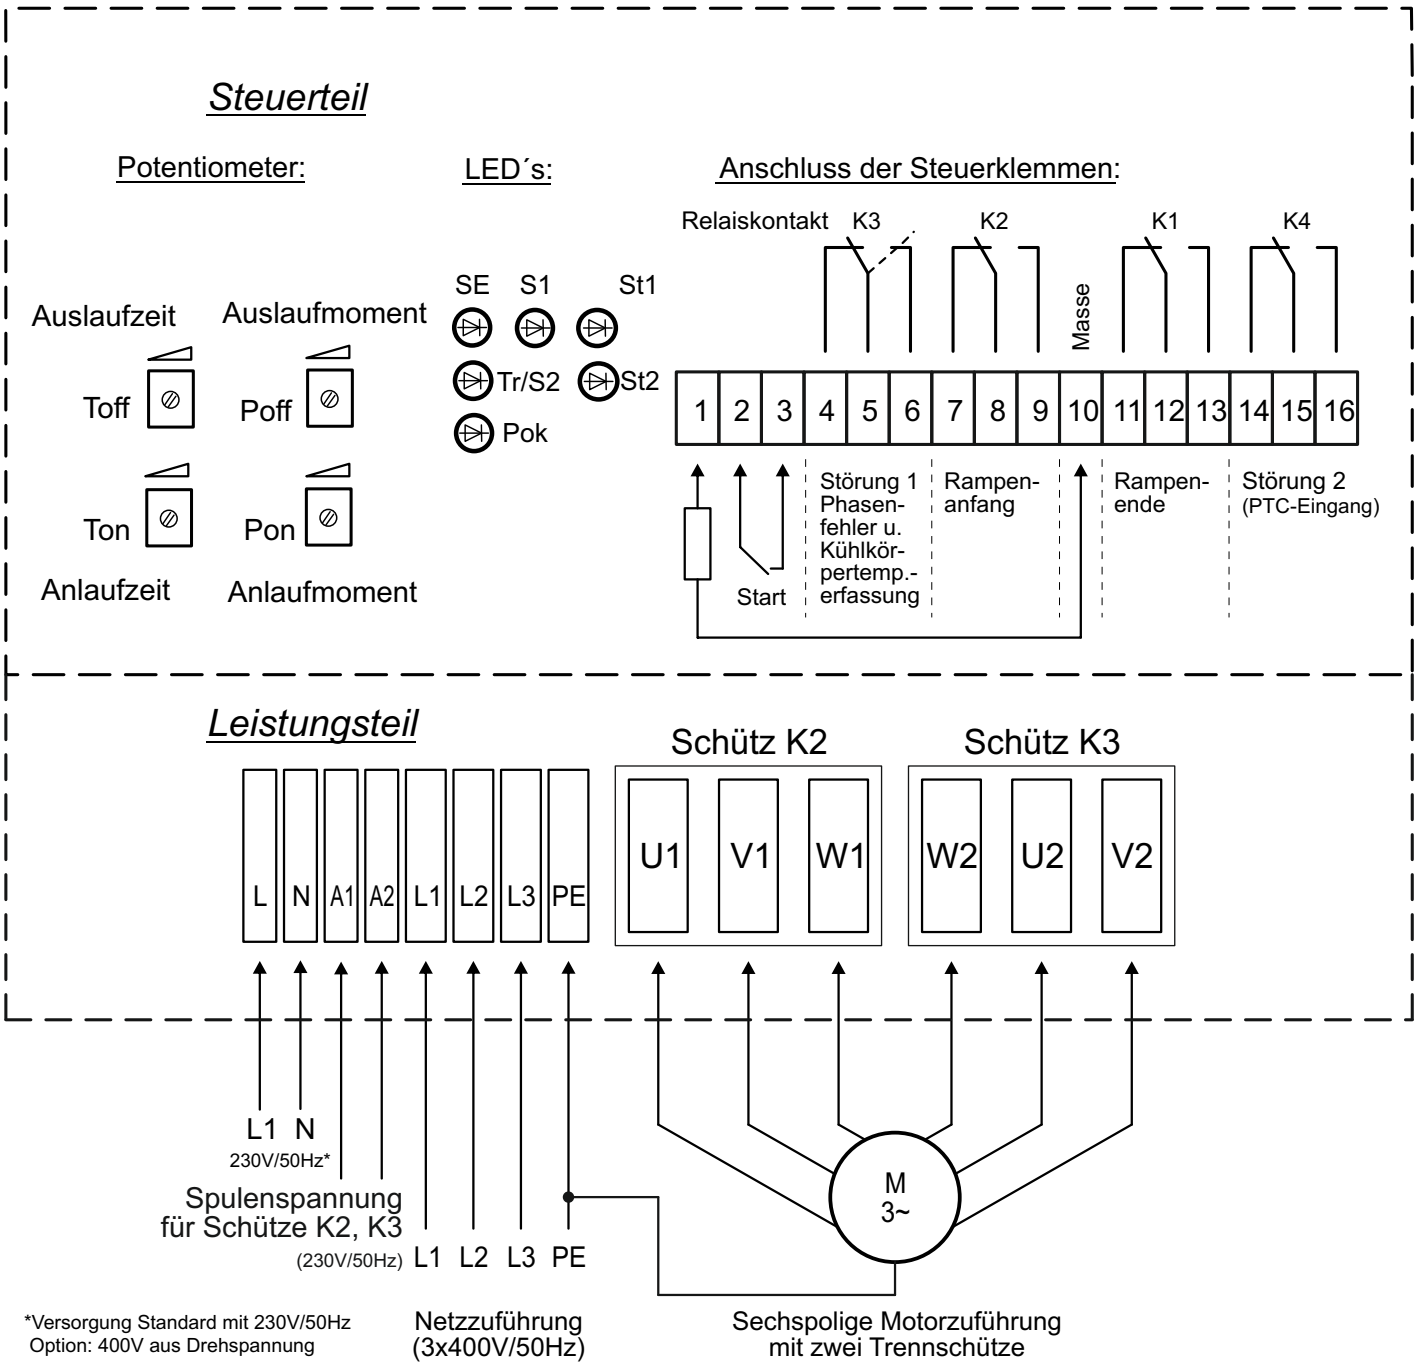 Steuerteil
Potentiometer:
LED´s:
Anschluss der Steuerklemmen:
Relaiskontakt K3 K2 K1 K4
Masse
SE S1 St1
Tr/S2 St2
Pok
Auslaufzeit Auslaufmoment
Toff Poff
Ton Pon
Anlaufzeit Anlaufmoment
1 2 3 4 5 6 7 8 9 10 11 12 13 14 15 16
Start
Störung 1
Phasen-
fehler u.
Kühlkör-
pertemp.-
erfassung
Rampen-
anfang
Rampen-
ende
Störung 2
(PTC-Eingang)
Leistungsteil
Schütz K2 Schütz K3
L N A1 A2 L1 L2 L3 PE
U1 V1 W1 W2 U2 V2
L1 N
230V/50Hz*
Spulenspannung
für Schütze K2, K3
(230V/50Hz)
L1 L2 L3 PE
M
3~
*Versorgung Standard mit 230V/50Hz
Option: 400V aus Drehspannung
Netzzuführung
(3x400V/50Hz)
Sechspolige Motorzuführung
mit zwei Trennschütze